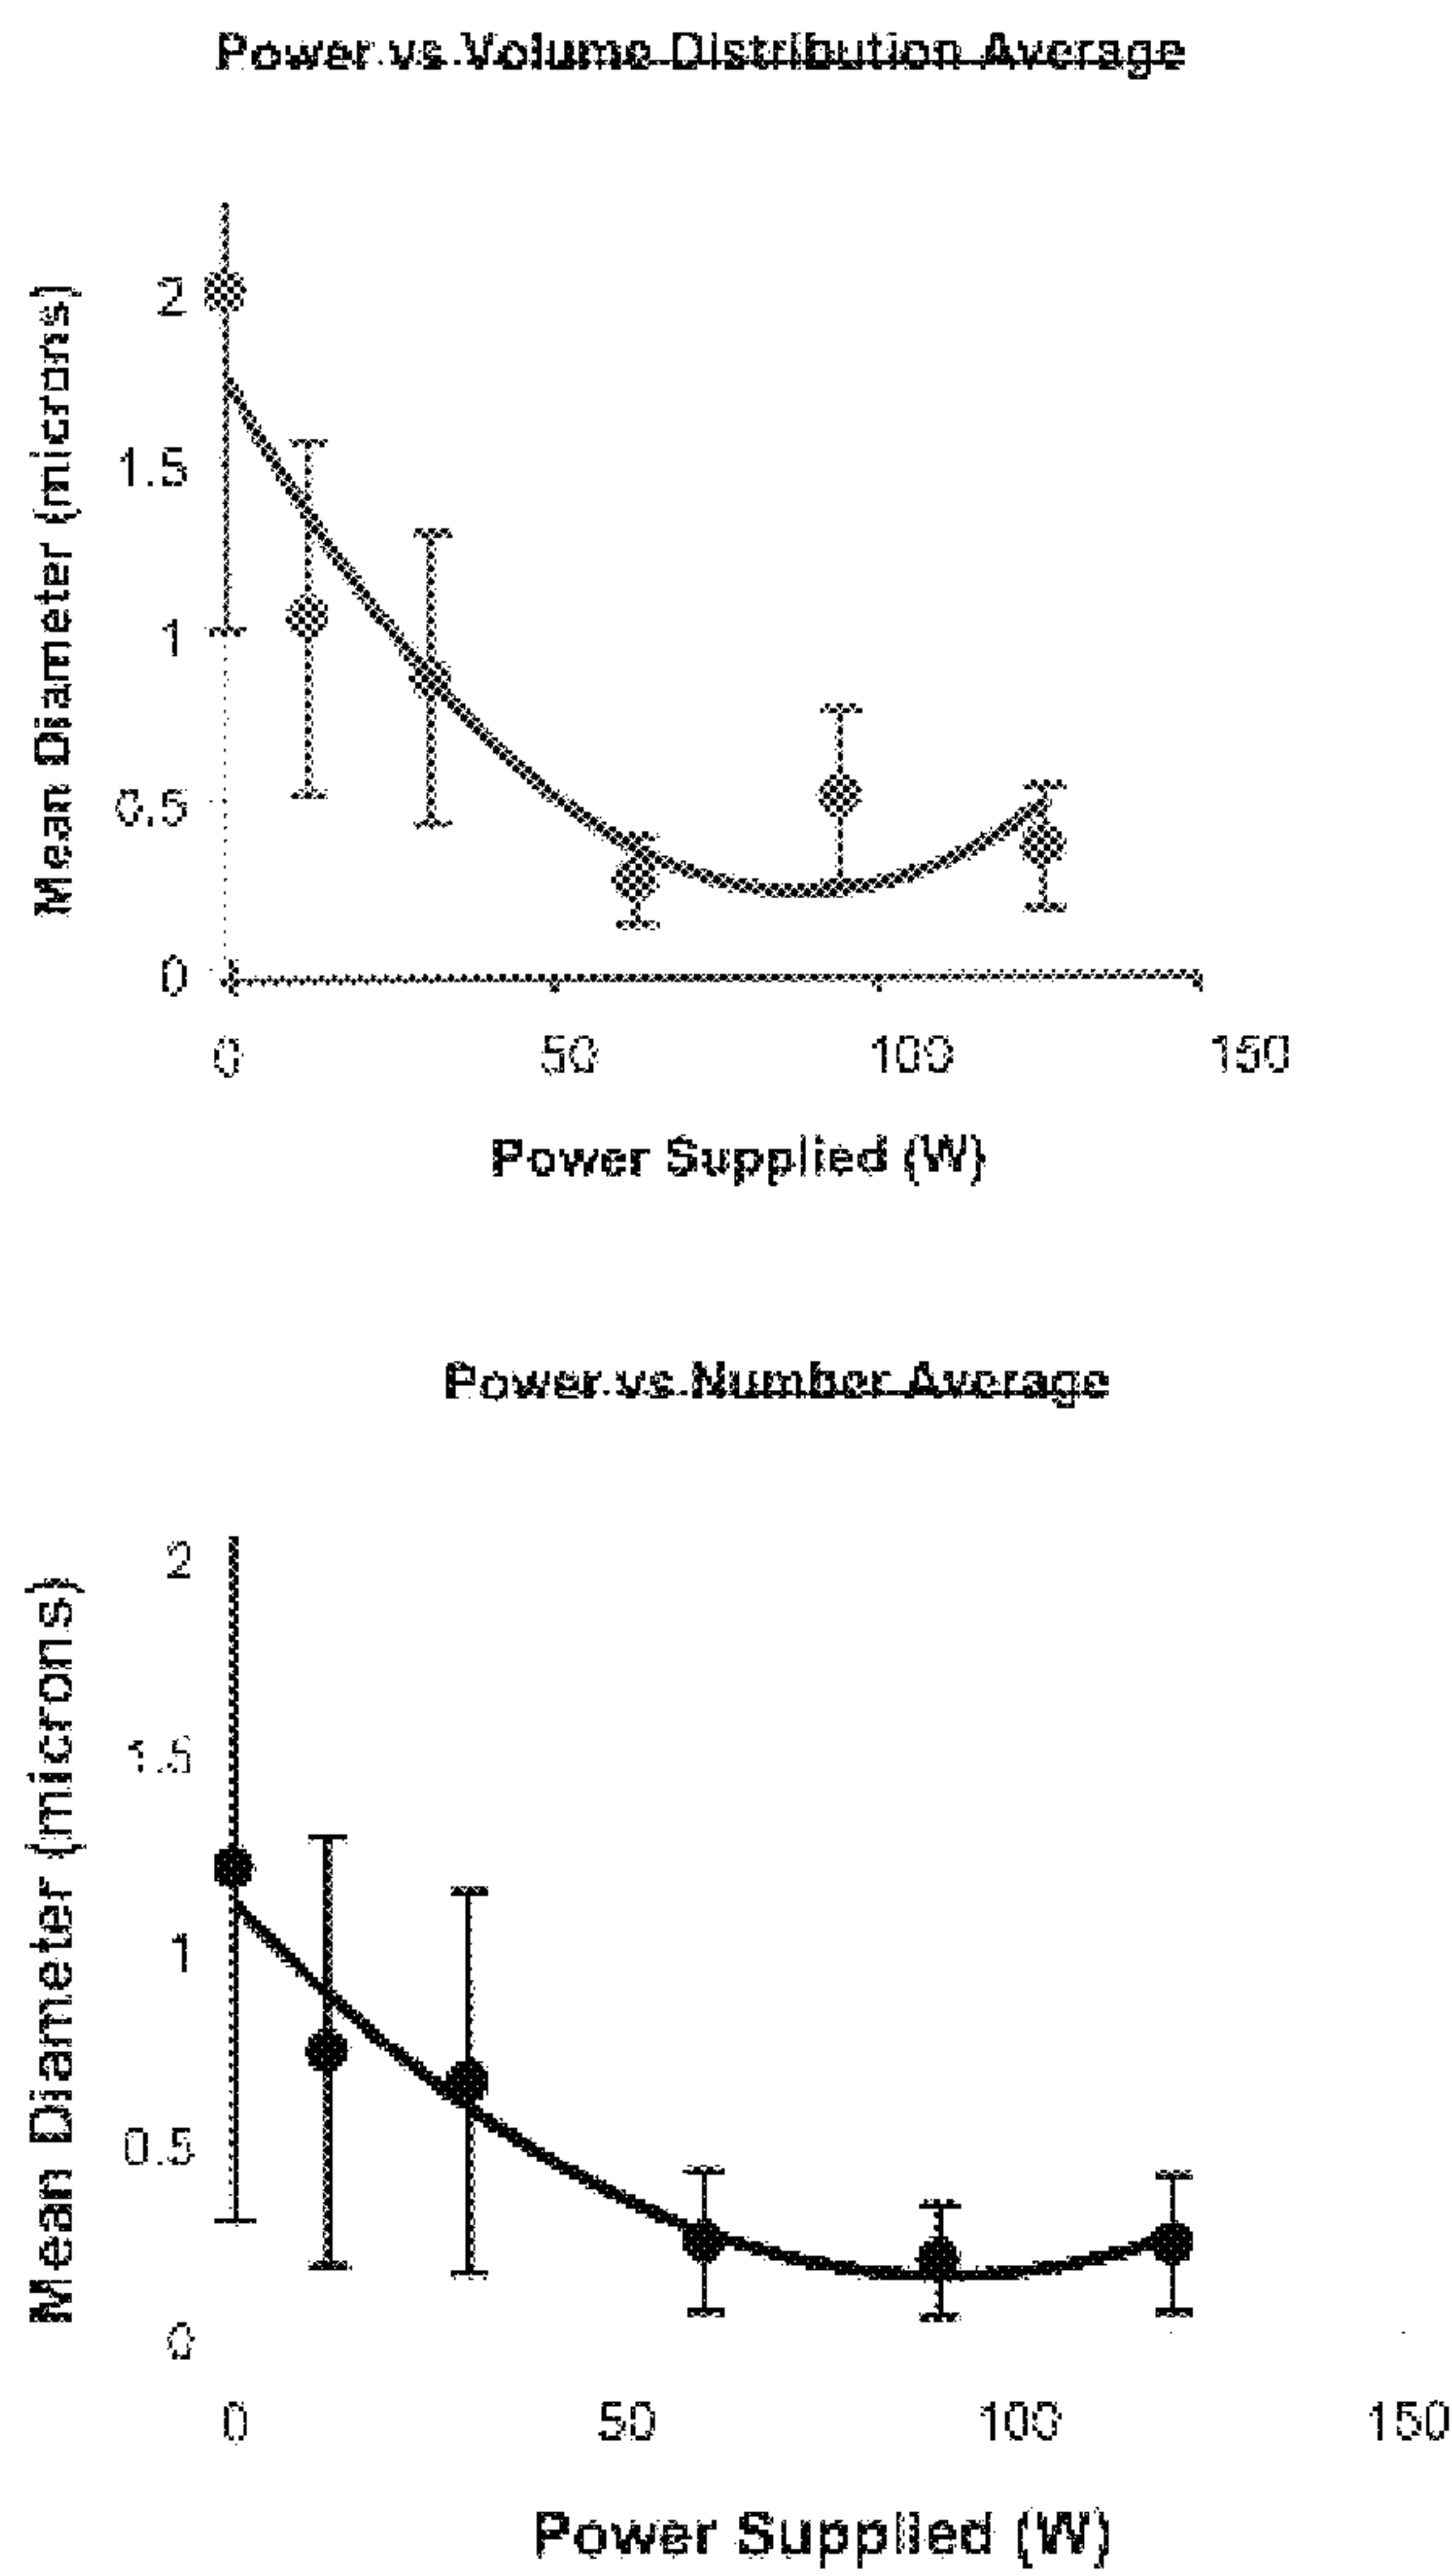 Power vs Volume Distribution Average
2
1.5
1
0.5
0
0 50 100 150
Mean Diameter (microns)
Power Supplied (W)
Power vs Number Average
2
1.5
1
0.5
0
0 50 100 150
Mean Diameter (microns)
Power Supplied (W)